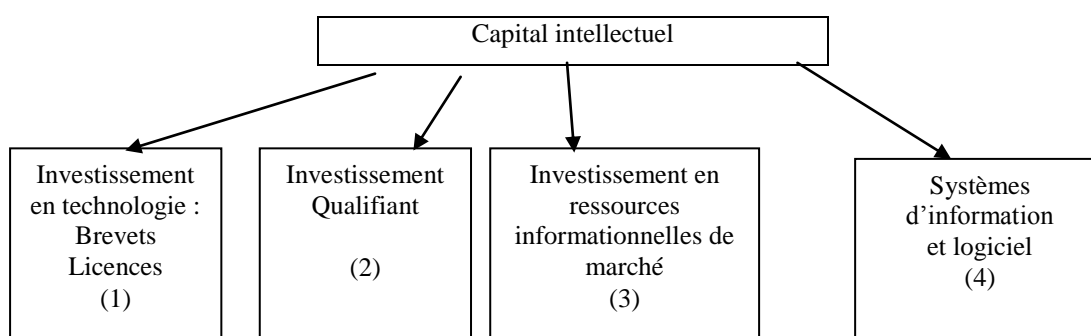 Capital intellectuel
Investissement
en technologie :
Brevets
Licences
(1)
Investissement
Qualifiant
(2)
Investissement en
ressources
informationnelles de
marché
(3)
Systèmes
d’information
et logiciel
(4)